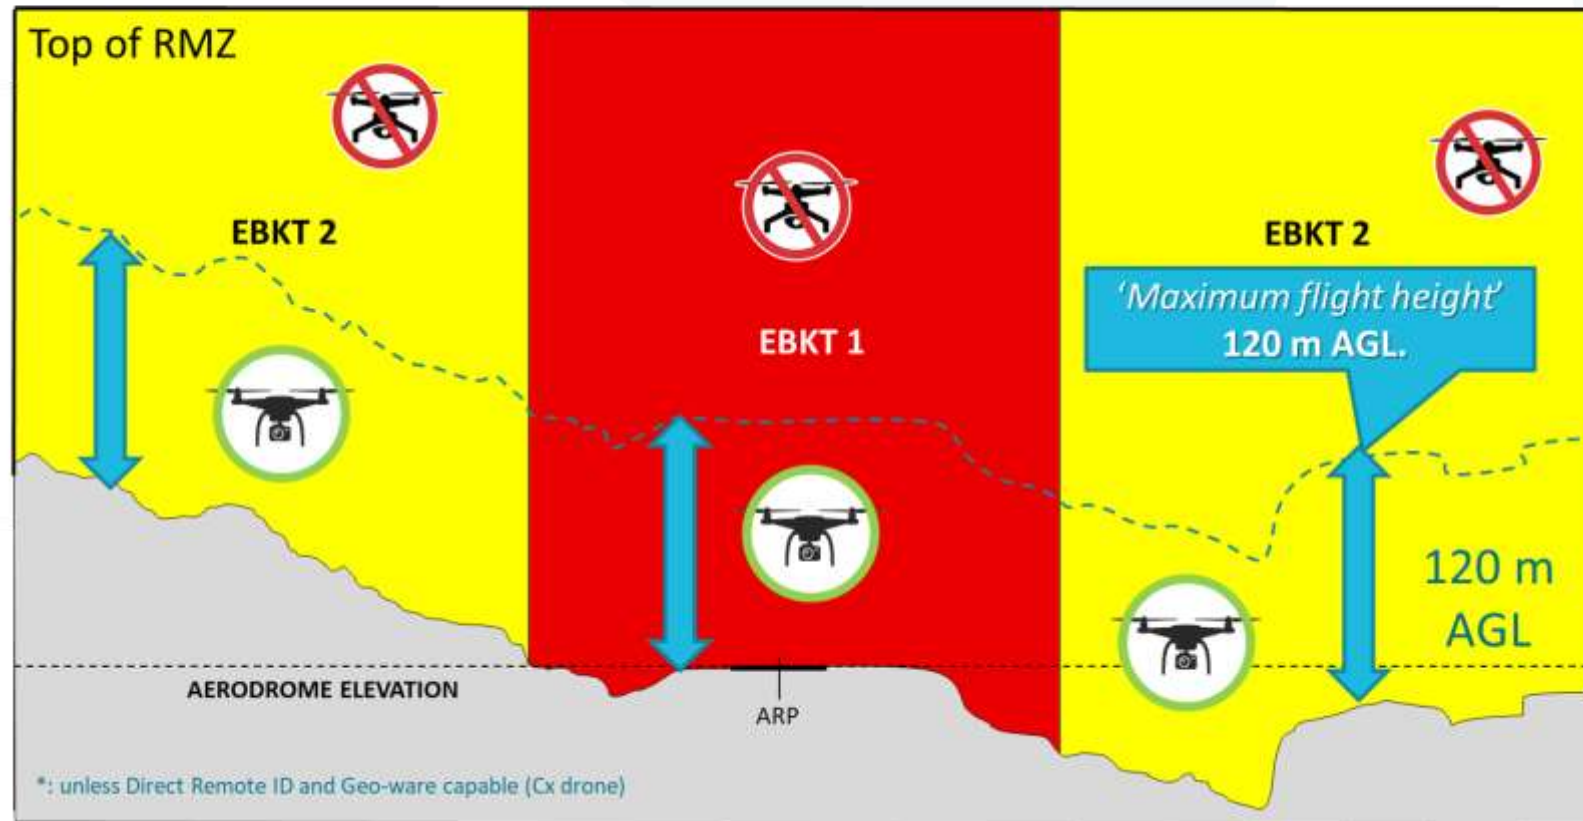 Top of RMZ
EBKT 2
EBKT 1
EBKT 2
‘Maximum flight height’
120 m AGL.
120 m
AGL
AERODROME ELEVATION
ARP
*: unless Direct Remote ID and Geo-ware capable (Cx drone)